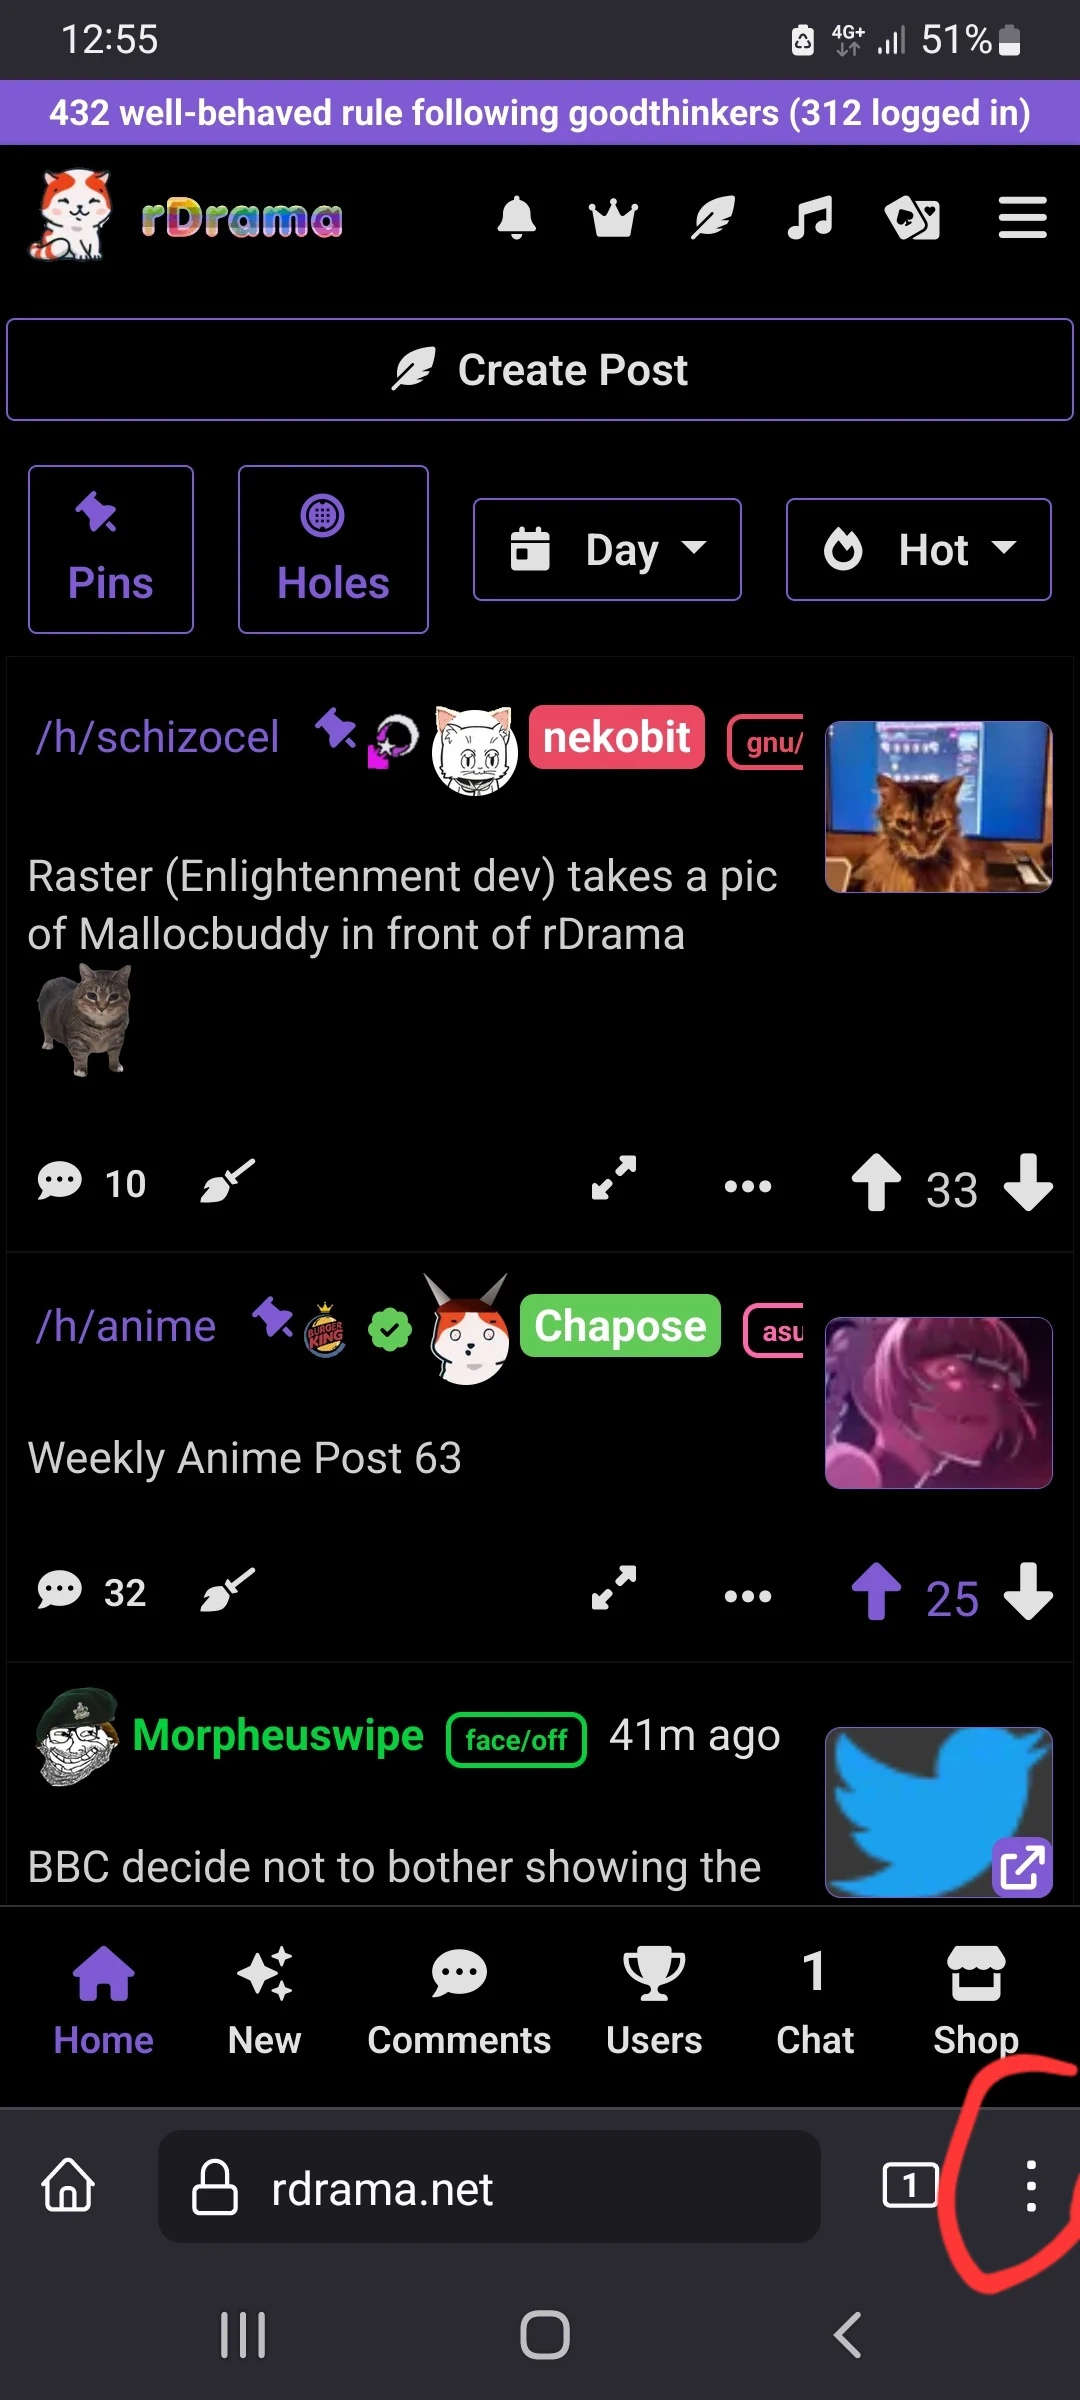 12:55 4G+ 51%
432 well-behaved rule following goodthinkers (312 logged in)
rDrama
Create Post
Pins Holes Day Hot
/h/schizocel nekobit gnu/
Raster (Enlightenment dev) takes a pic
of Mallocbuddy in front of rDrama
10 33
/h/anime BURGER KING Chapose asu
Weekly Anime Post 63
32 25
Morpheuswipe face/off 41m ago
BBC decide not to bother showing the
1
Home New Comments Users Chat Shop
rdrama.net 1